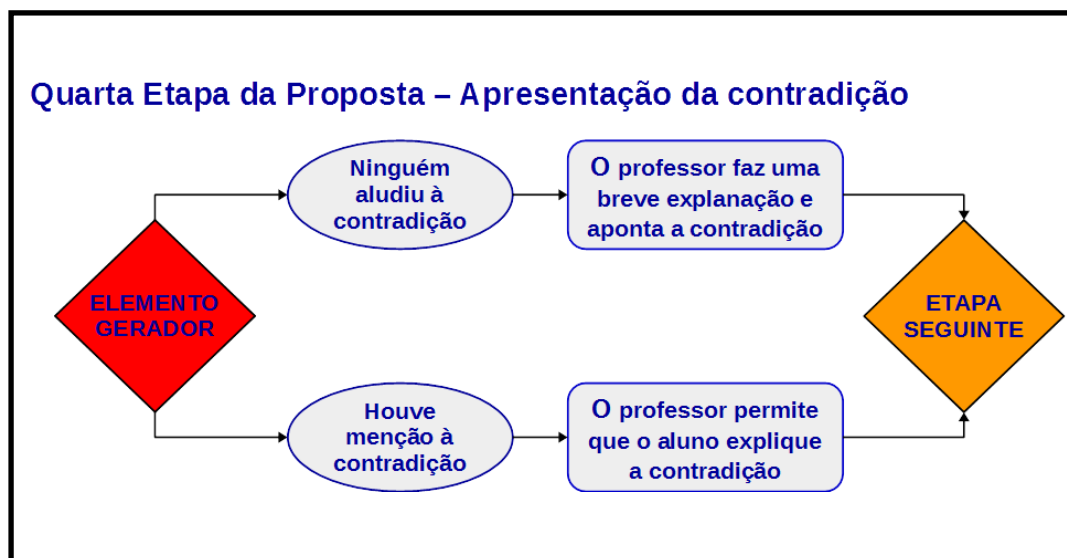 Quarta Etapa da Proposta – Apresentação da contradição
Ninguém
aludiu à
contradição
O professor faz uma
breve explanação e
aponta a contradição
ELEMENTO
GERADOR
ETAPA
SEGUINTE
Houve
menção à
contradição
O professor permite
que o aluno explique
a contradição